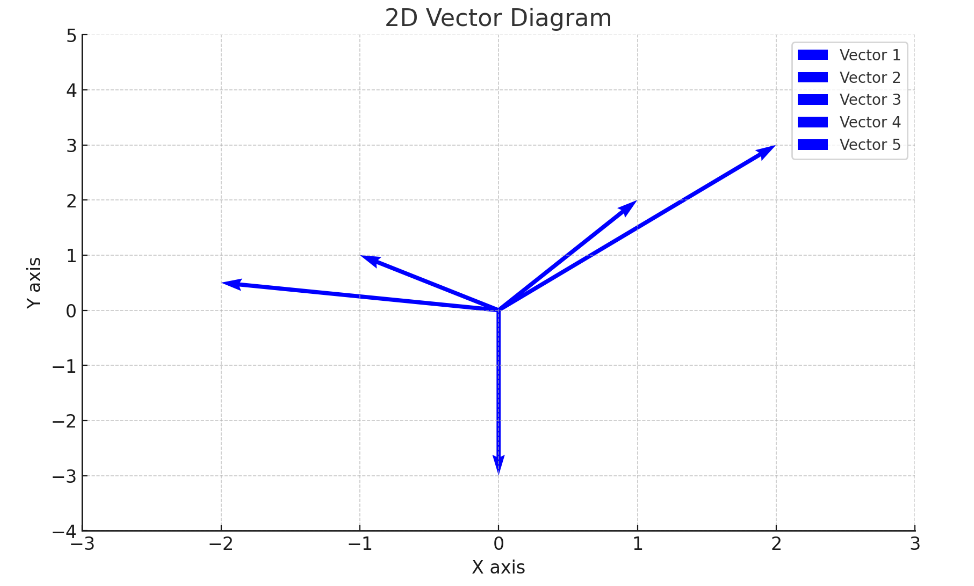 2D Vector Diagram
5
4
3
2
1
0
−1
−2
−3
−4
Y axis
Vector 1
Vector 2
Vector 3
Vector 4
Vector 5
−3 −2 −1 0 1 2 3
X axis